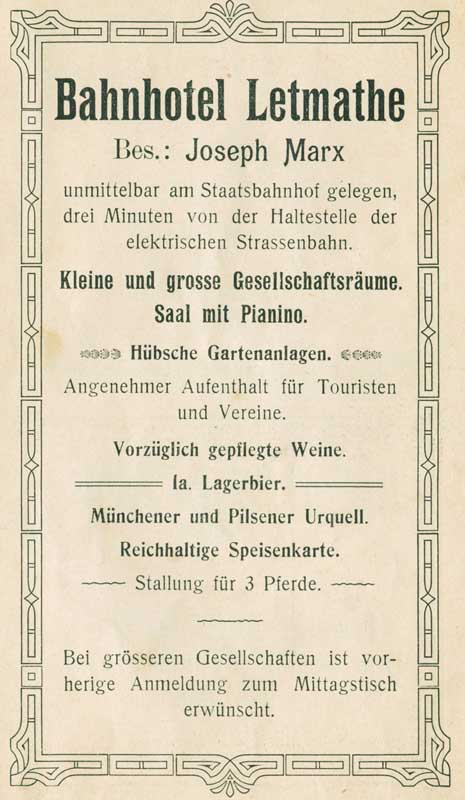 Bahnhotel Letmathe
Bes.: Joseph Marx
unmittelbar am Staatsbahnhof gelegen,
drei Minuten von der Haltestelle der
elektrischen Strassenbahn.
Kleine und grosse Gesellschaftsräume.
Saal mit Pianino.
Hübsche Gartenanlagen.
Angenehmer Aufenthalt für Touristen
und Vereine.
Vorzüglich gepflegte Weine.
Ia. Lagerbier.
Münchener und Pilsener Urquell.
Reichhaltige Speisenkarte.
Stallung für 3 Pferde.
Bei grösseren Gesellschaften ist vor-
herige Anmeldung zum Mittagstisch
erwünscht.